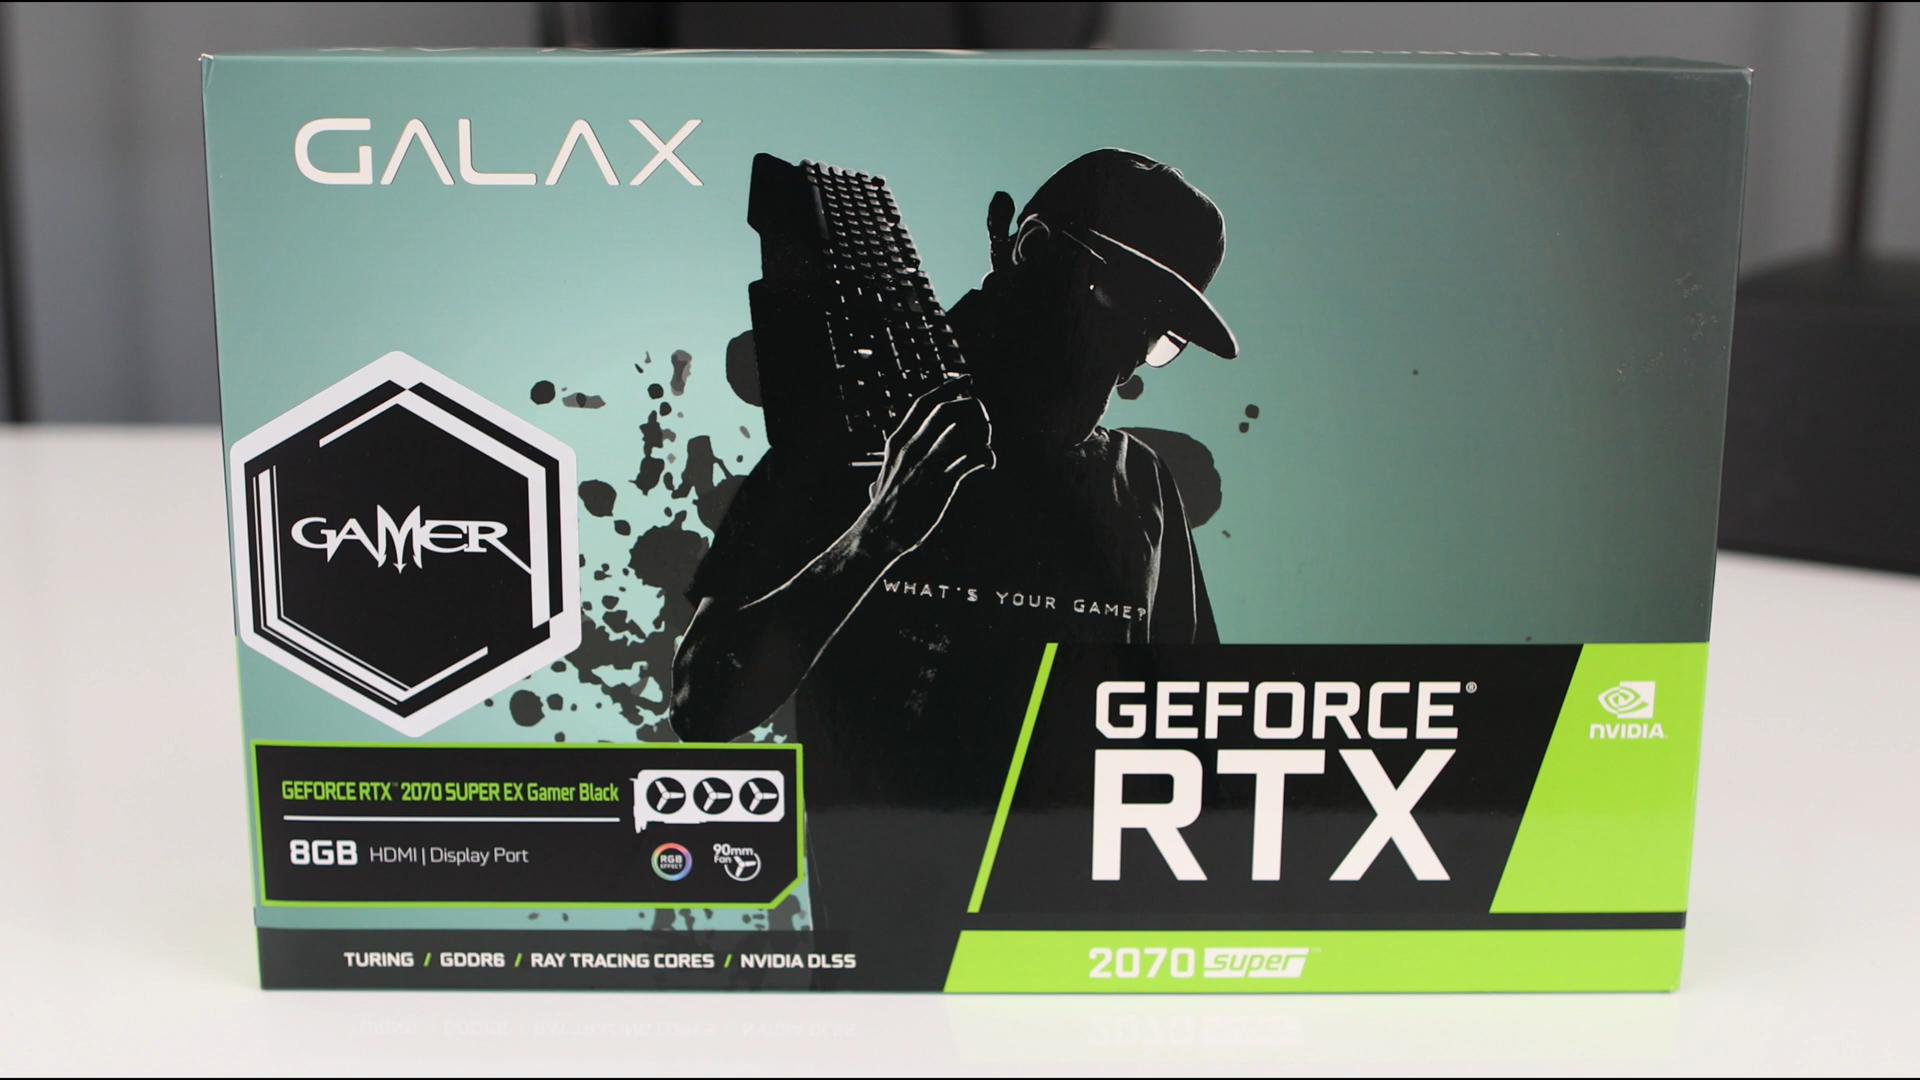 GALAX
GAMER
WHAT'S YOUR GAME?
GEFORCE®
RTX
NVIDIA
GEFORCE RTX™ 2070 SUPER EX Gamer Black
8GB HDMI | Display Port
RGB
EFFECT
90mm
Fan
TURING / GDDR6 / RAY TRACING CORES / NVIDIA DLSS
2070 SUPER™